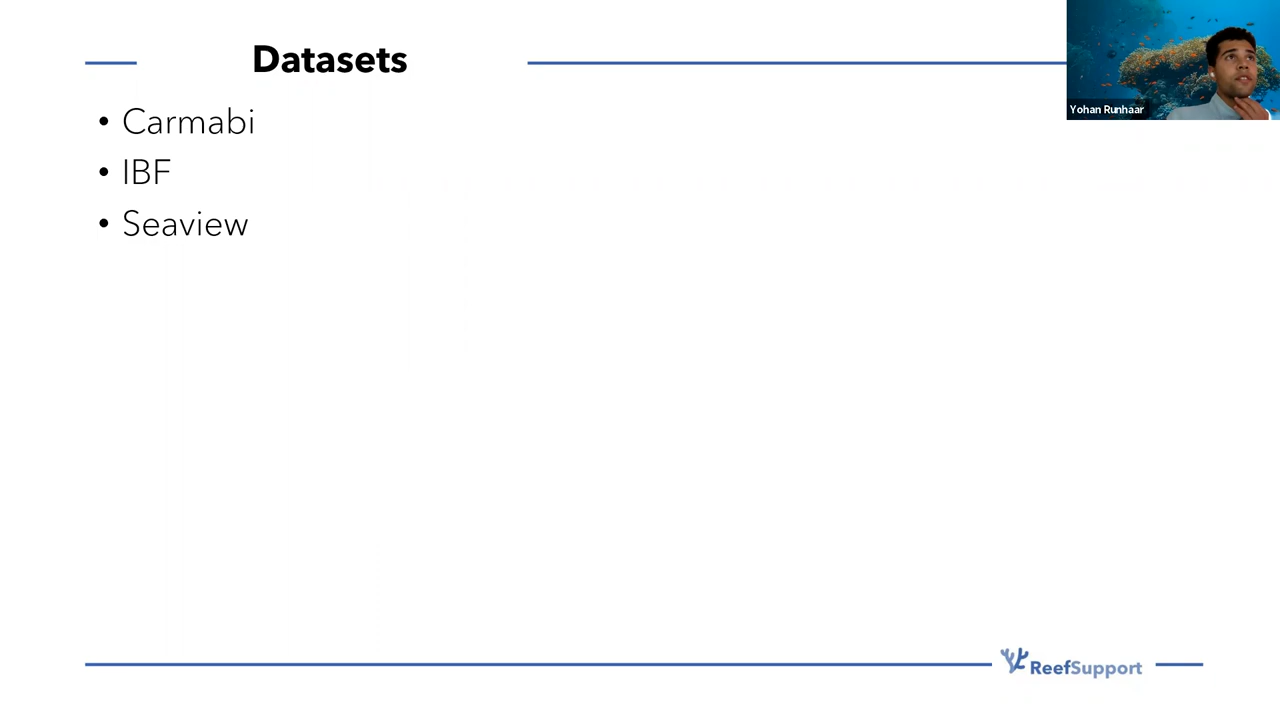 Datasets
• Carmabi
• IBF
• Seaview
Yohan Runhaar
ReefSupport